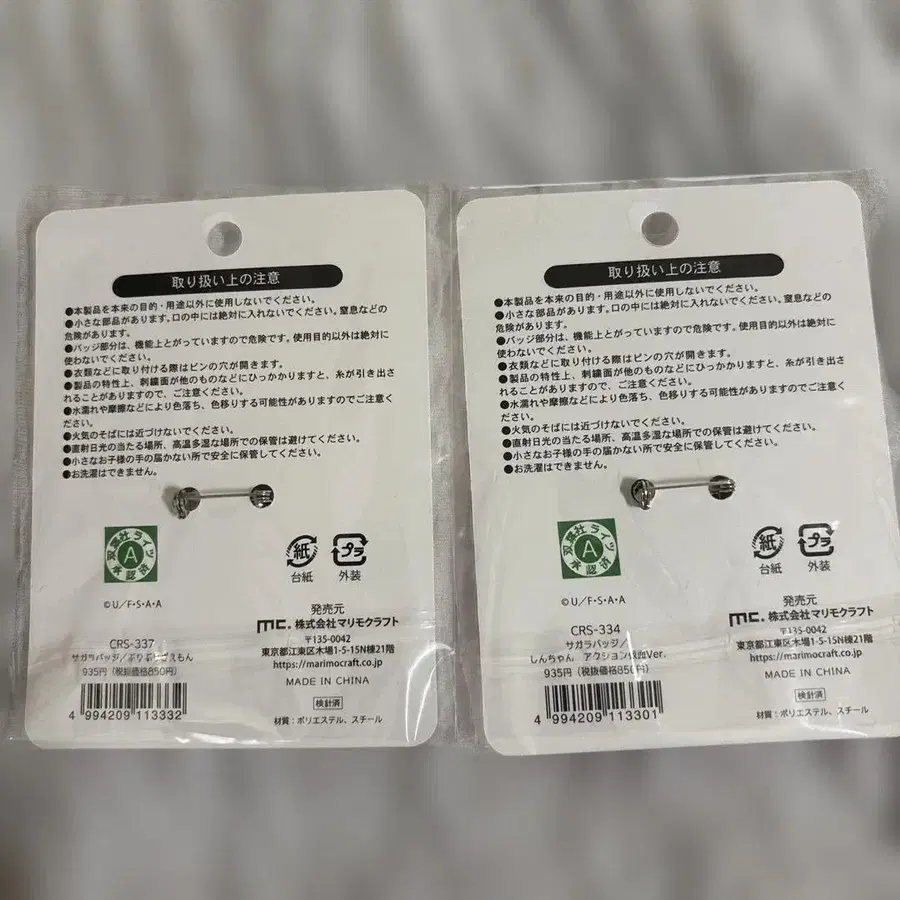 取り扱い上の注意
●本製品を本来の目的・用途以外に使用しないでください。
●小さな部品があります。口の中には絶対に入れないでください。窒息などの
危険があります。
●バッジ部分は、機能上とがっていますので危険です。使用目的以外は絶対に
使わないでください。
●衣類などに取り付ける際はピンの穴が開きます。
●製品の特性上、刺繍面が他のものなどにひっかかりますと、糸が引き出さ
れることがありますので、ご注意ください。
●水濡れや摩擦などにより色落ち、色移りする可能性がありますのでご注意く
ださい。
●火気のそばには近づけないでください。
●直射日光の当たる場所、高温多湿な場所での保管は避けてください。
●小さなお子様の手の届かない所で安全に保管してください。
●お洗濯はできません。
双葉社ライツ
A
承認済
紙
台紙
プラ
外装
©U/F・S・A・A
発売元
mc. 株式会社マリモクラフト
〒135-0042
東京都江東区木場1-5-15N棟21階
https://marimocraft.co.jp
MADE IN CHINA
検針済
材質:ポリエステル、スチール
CRS-337
サガラバッジ/
935円(税抜価格850円)
4 994209 113332
取り扱い上の注意
●本製品を本来の目的・用途以外に使用しないでください。
●小さな部品があります。口の中には絶対に入れないでください。窒息などの
危険があります。
●バッジ部分は、機能上とがっていますので危険です。使用目的以外は絶対に
使わないでください。
●衣類などに取り付ける際はピンの穴が開きます。
●製品の特性上、刺繍面が他のものなどにひっかかりますと、糸が引き出さ
れることがありますので、ご注意ください。
●水濡れや摩擦などにより色落ち、色移りする可能性がありますのでご注意く
ださい。
●火気のそばには近づけないでください。
●直射日光の当たる場所、高温多湿な場所での保管は避けてください。
●小さなお子様の手の届かない所で安全に保管してください。
●お洗濯はできません。
双葉社ライツ
A
承認済
紙
台紙
プラ
外装
©U/F・S・A・A
発売元
mc. 株式会社マリモクラフト
〒135-0042
東京都江東区木場1-5-15N棟21階
https://marimocraft.co.jp
MADE IN CHINA
検針済
材質:ポリエステル、スチール
CRS-334
サガラバッジ/
しんちゃん アクション仮面Ver.
935円(税抜価格850円)
4 994209 113301